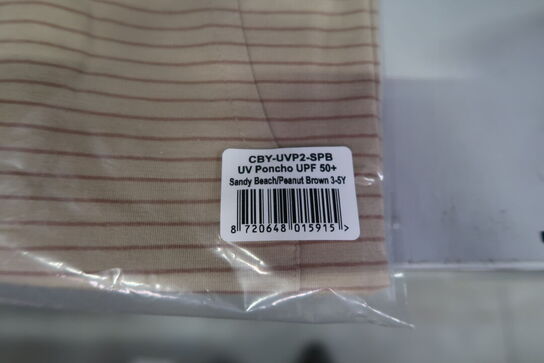 CBY-UVP2-SPB
UV Poncho UPF 50+
Sandy Beach/Peanut Brown 3-5Y
8 720648 015915 >